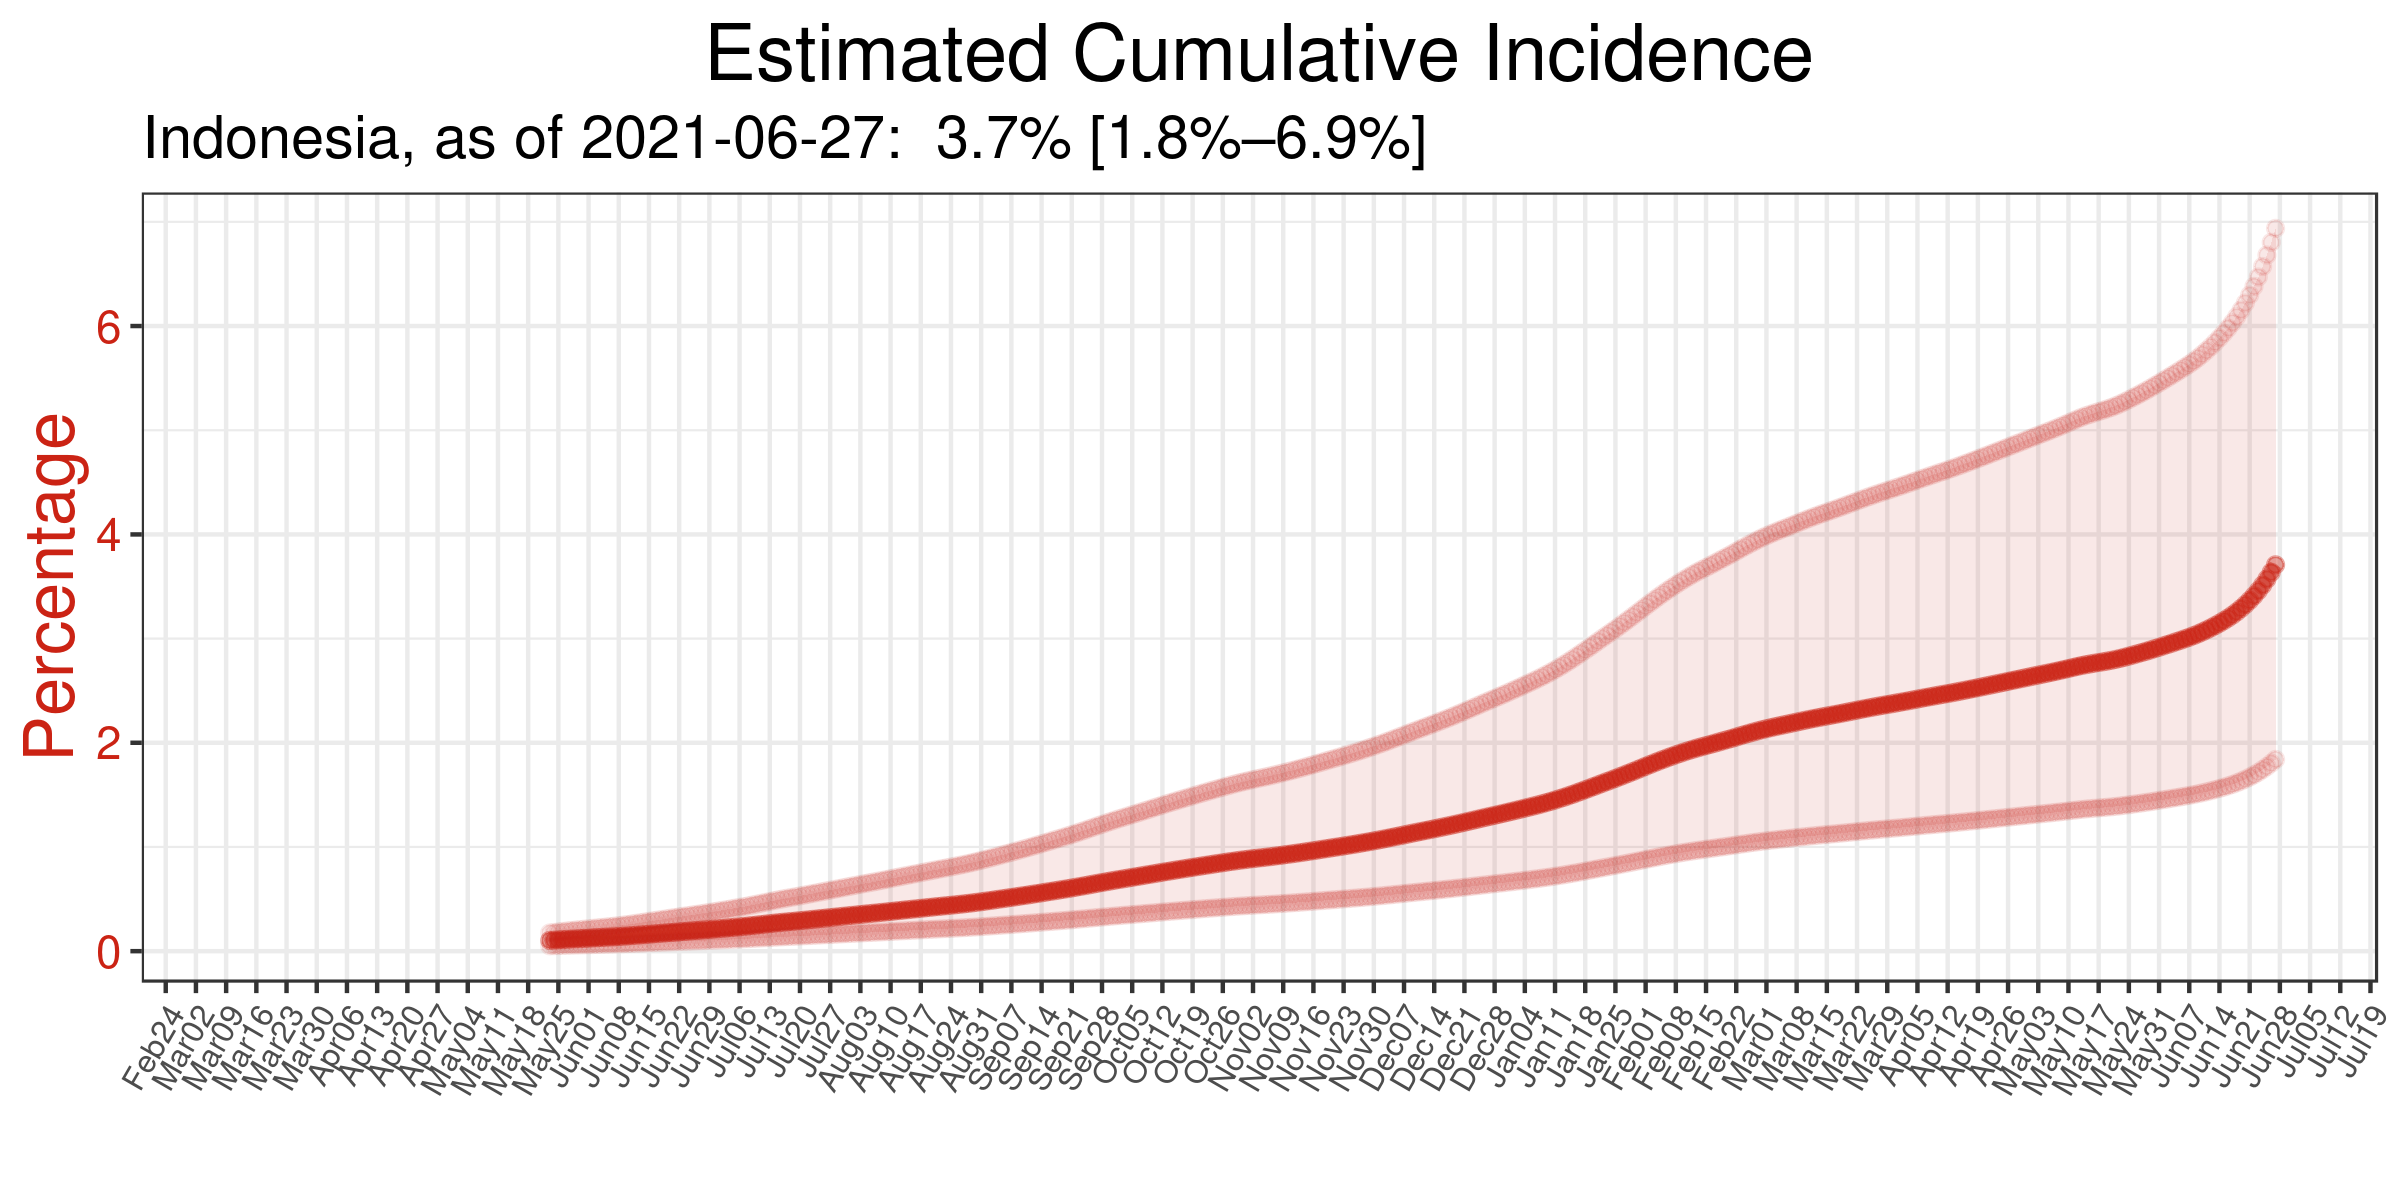 Estimated Cumulative Incidence
Indonesia, as of 2021-06-27:  3.7% [1.8%–6.9%]
Percentage
6
4
2
0
Feb24
Mar02
Mar09
Mar16
Mar23
Mar30
Apr06
Apr13
Apr20
Apr27
May04
May11
May18
May25
Jun01
Jun08
Jun15
Jun22
Jun29
Jul06
Jul13
Jul20
Jul27
Aug03
Aug10
Aug17
Aug24
Aug31
Sep07
Sep14
Sep21
Sep28
Oct05
Oct12
Oct19
Oct26
Nov02
Nov09
Nov16
Nov23
Nov30
Dec07
Dec14
Dec21
Dec28
Jan04
Jan11
Jan18
Jan25
Feb01
Feb08
Feb15
Feb22
Mar01
Mar08
Mar15
Mar22
Mar29
Apr05
Apr12
Apr19
Apr26
May03
May10
May17
May24
May31
Jun07
Jun14
Jun21
Jun28
Jul05
Jul12
Jul19